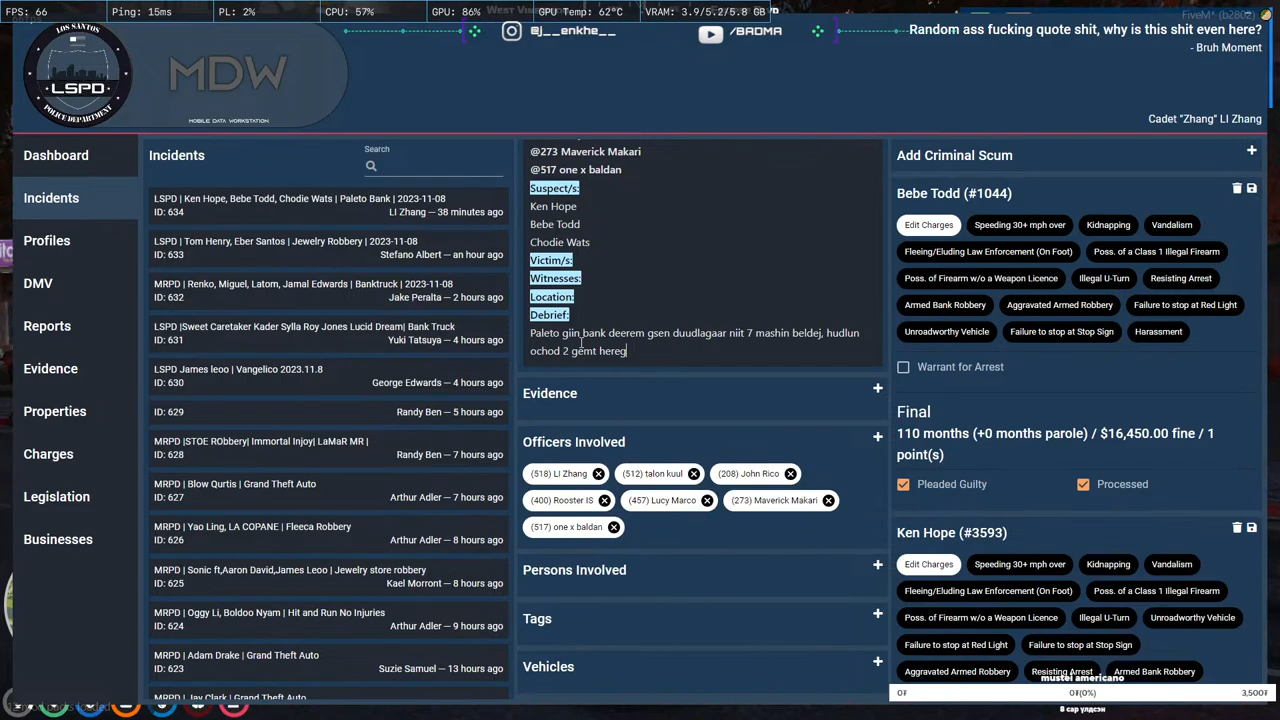 FPS: 66 Ping: 15ms PL: 2% CPU: 57% GPU: 86% GPU Temp: 62°C VRAM: 3.9/5.2/5.8 GB
FiveM* (b2802)
@j__enkhe__
/BADMA
Random ass fucking quote shit, why is this shit even here?
- Bruh Moment
LOS SANTOS
LSPD
POLICE DEPARTMENT
MDW
MOBILE DATA WORKSTATION
Cadet "Zhang" LI Zhang
Dashboard
Incidents
Profiles
DMV
Reports
Evidence
Properties
Charges
Legislation
Businesses
Incidents
Search
LSPD | Ken Hope, Bebe Todd, Chodie Wats | Paleto Bank | 2023-11-08
ID: 634 LI Zhang — 38 minutes ago
LSPD | Tom Henry, Eber Santos | Jewelry Robbery | 2023-11-08
ID: 633 Stefano Albert — an hour ago
MRPD | Renko, Miguel, Latom, Jamal Edwards | Banktruck | 2023-11-08
ID: 632 Jake Peralta — 2 hours ago
LSPD |Sweet Caretaker Kader Sylla Roy Jones Lucid Dream| Bank Truck
ID: 631 Yuki Tatsuya — 4 hours ago
LSPD James Loo | Vangelico 2023.11.8
ID: 630 George Edwards — 4 hours ago
ID: 629 Randy Ben — 5 hours ago
MRPD |STOE RObbery| Immortal Injoy| LaMaR MR |
ID: 628 Randy Ben — 7 hours ago
MRPD | Blow Qurtis | Grand Theft Auto
ID: 627 Arthur Adler — 7 hours ago
MRPD | Yao Ling, LA COPANE | Fleeca Robbery
ID: 626 Arthur Adler — 8 hours ago
MRPD | Sonic ft,Aaron David,James Leoo | Jewelry store robbery
ID: 625 Kael Morront — 8 hours ago
MRPD | Oggy Li, Boldoo Nyam | Hit and Run No Injuries
ID: 624 Arthur Adler — 9 hours ago
MRPD | Adam Drake | Grand Theft Auto
ID: 623 Suzie Samuel — 13 hours ago
MRPD | Jay Clark | Grand Theft Auto
@273 Maverick Makari
@517 one x baldan
Suspect/s:
Ken Hope
Bebe Todd
Chodie Wats
Victim/s:
Witnesses:
Location:
Debrief:
Paleto giin bank deerem gsen duudlagaar niit 7 mashin beldej, hudlun
ochod 2 gemt hereg
Evidence
Officers Involved
(518) LI Zhang (512) talon kuul (208) John Rico
(400) Rooster IS (457) Lucy Marco (273) Maverick Makari
(517) one x baldan
Persons Involved
Tags
Vehicles
Add Criminal Scum
Bebe Todd (#1044)
Edit Charges Speeding 30+ mph over Kidnapping Vandalism
Fleeing/Eluding Law Enforcement (On Foot) Poss. of a Class 1 Illegal Firearm
Poss. of Firearm w/o a Weapon Licence Illegal U-Turn Resisting Arrest
Armed Bank Robbery Aggravated Armed Robbery Failure to stop at Red Light
Unroadworthy Vehicle Failure to stop at Stop Sign Harassment
Warrant for Arrest
Final
110 months (+0 months parole) / $16,450.00 fine / 1
point(s)
Pleaded Guilty Processed
Ken Hope (#3593)
Edit Charges Speeding 30+ mph over Kidnapping Vandalism
Fleeing/Eluding Law Enforcement (On Foot) Poss. of a Class 1 Illegal Firearm
Poss. of Firearm w/o a Weapon Licence Illegal U-Turn Unroadworthy Vehicle
Failure to stop at Red Light Failure to stop at Stop Sign
Aggravated Armed Robbery Resisting Arrest Armed Bank Robbery
mustei americano
0₮ 0₮(0%) 3,500₮
8 сар үлдсэн